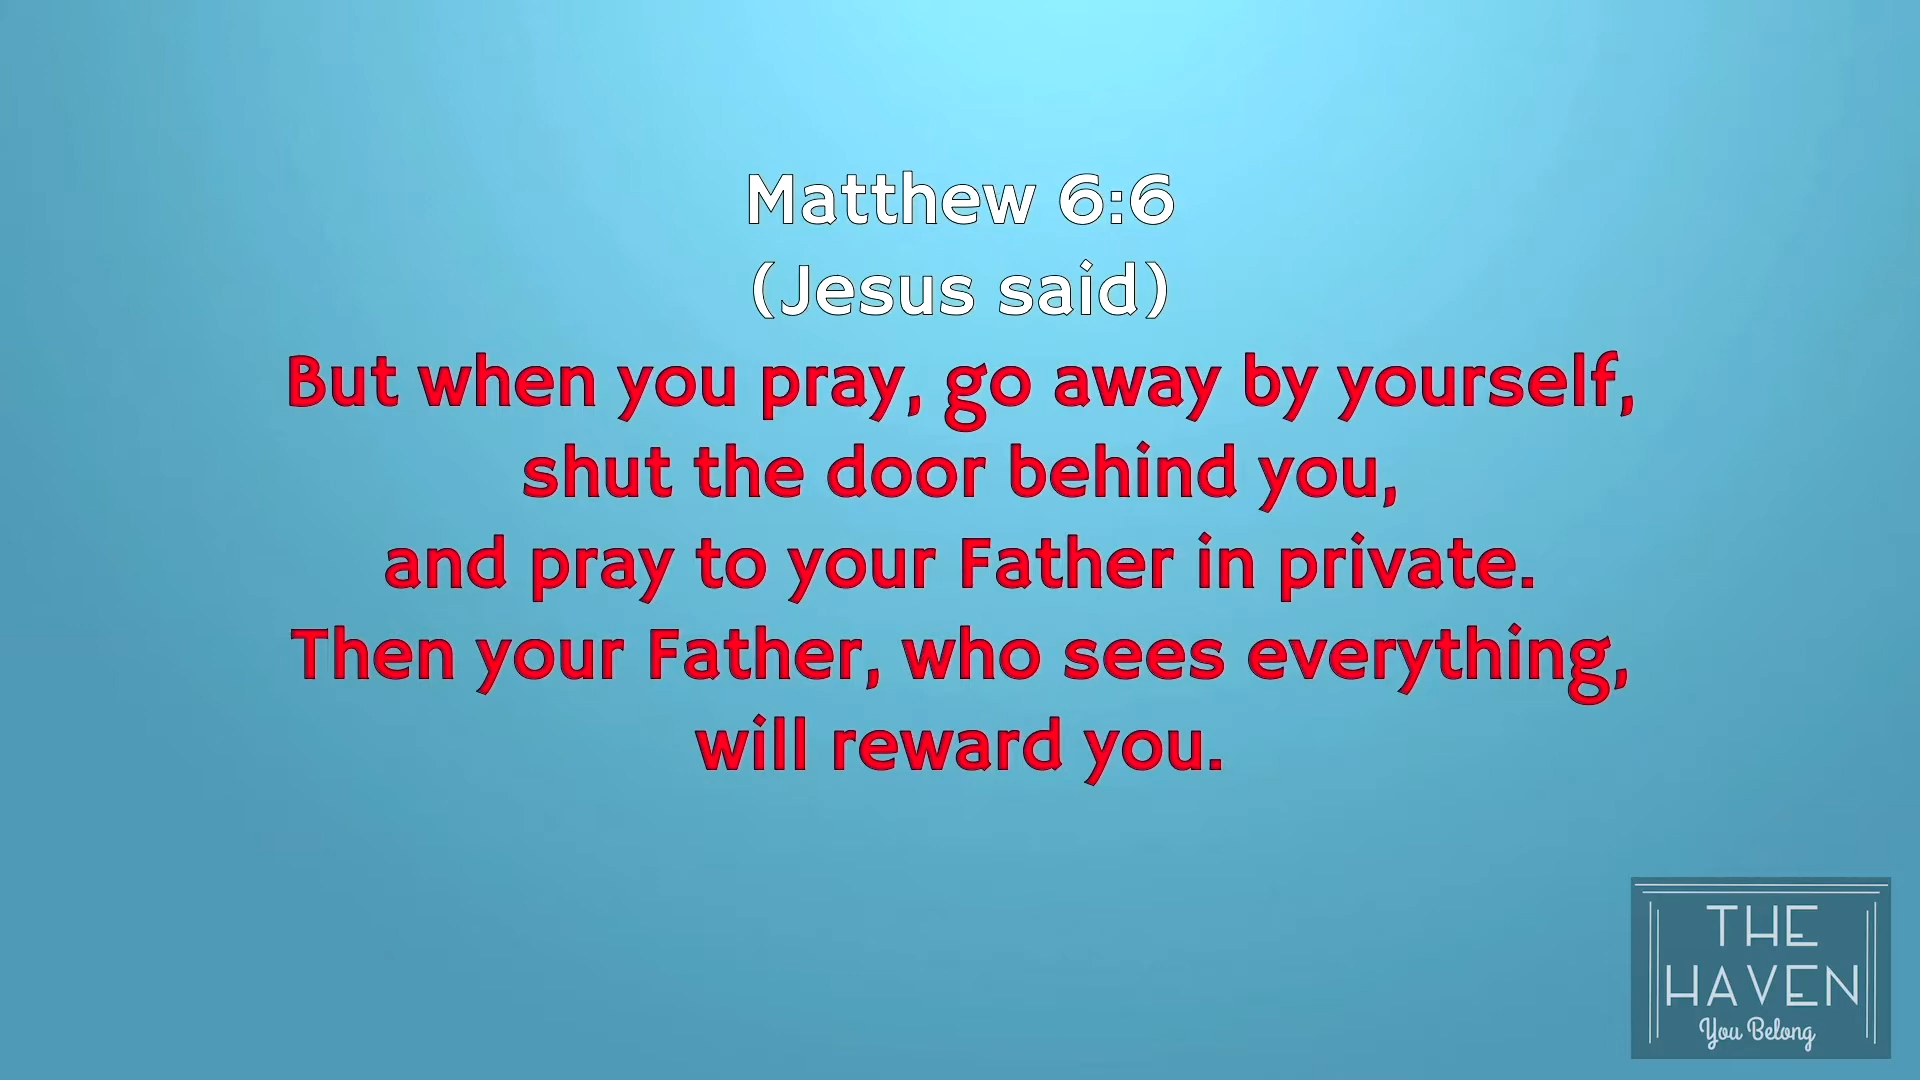 Matthew 6:6
(Jesus said)
But when you pray, go away by yourself,
shut the door behind you,
and pray to your Father in private.
Then your Father, who sees everything,
will reward you.
THE
HAVEN
You Belong